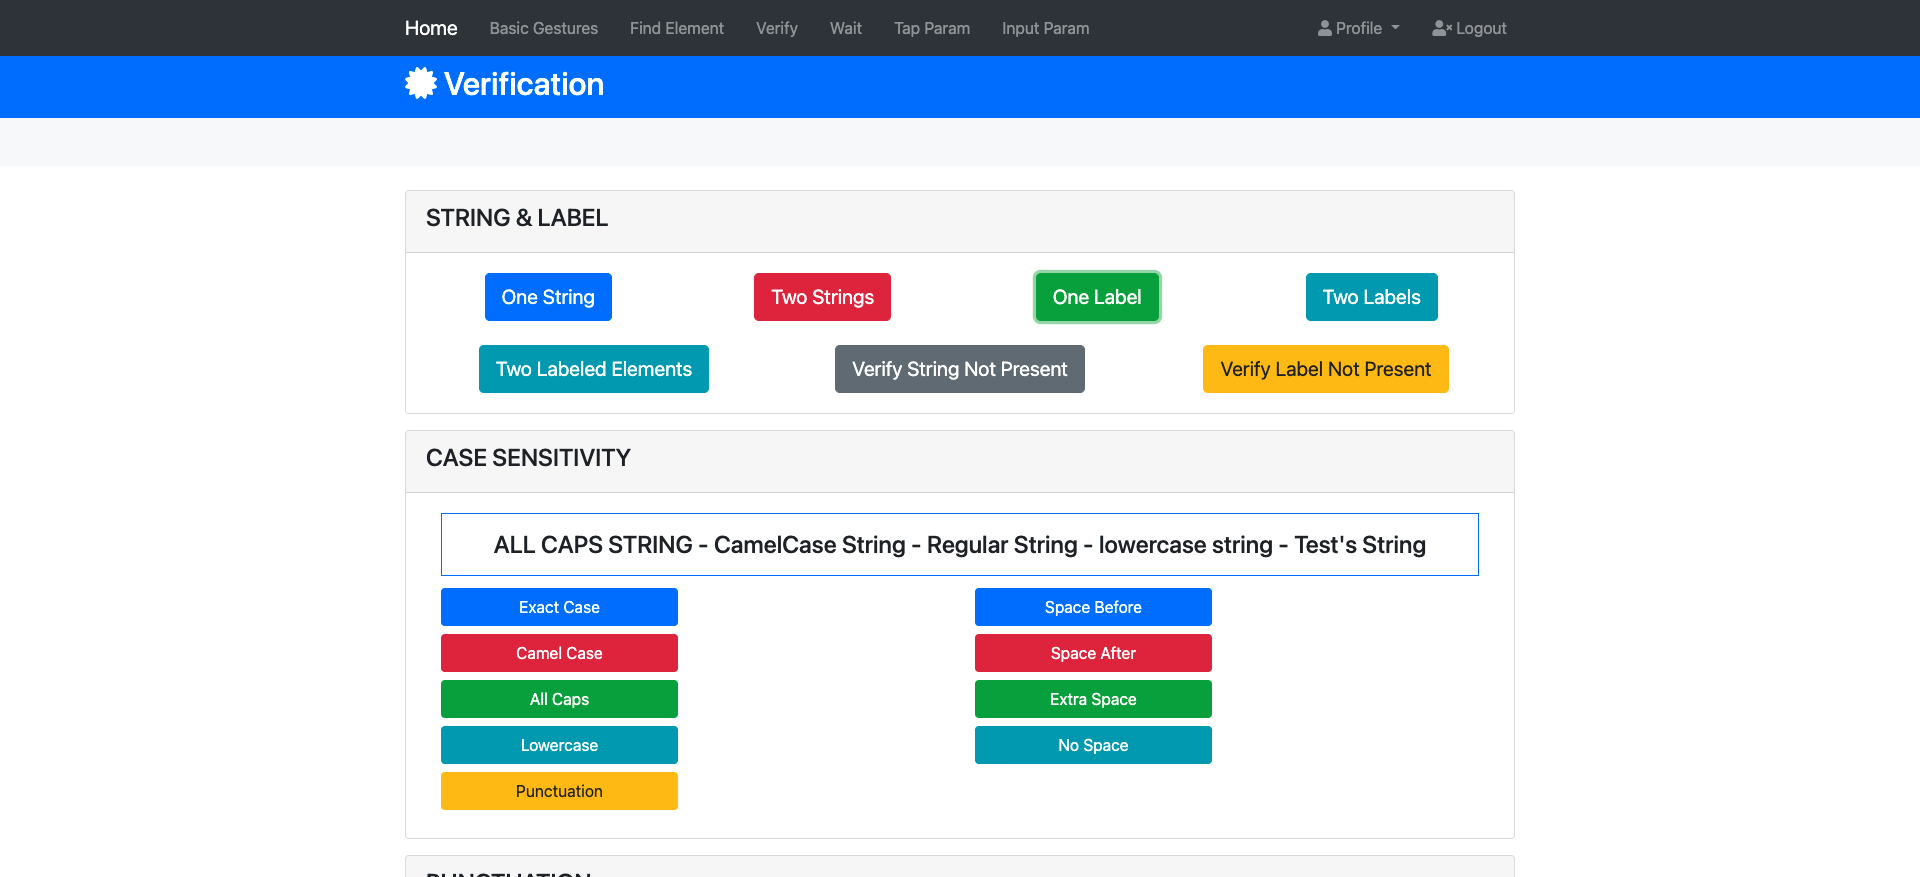 Home Basic Gestures Find Element Verify Wait Tap Param Input Param Profile Logout
Verification
STRING & LABEL
One String Two Strings One Label Two Labels
Two Labeled Elements Verify String Not Present Verify Label Not Present
CASE SENSITIVITY
ALL CAPS STRING - CamelCase String - Regular String - lowercase string - Test's String
Exact Case Space Before
Camel Case Space After
All Caps Extra Space
Lowercase No Space
Punctuation
PUNCTUATION